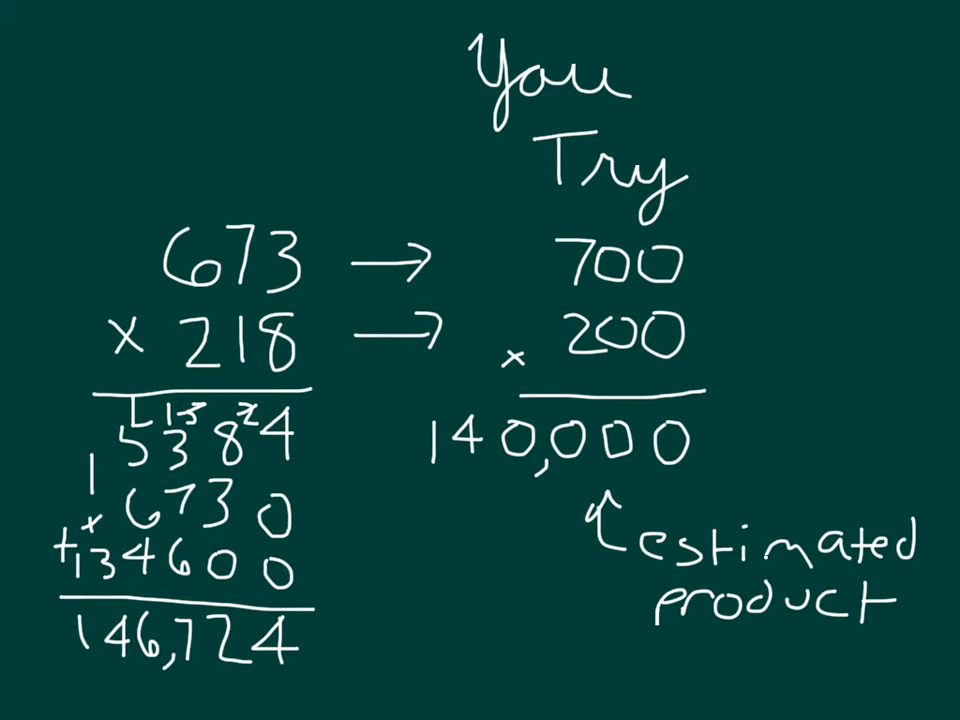 You
Try
673 → 700
× 218 → × 200
5384 140,000
6730
+134600
146,724
estimated
product